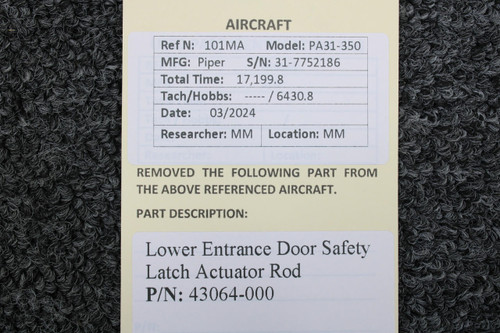 AIRCRAFT
Ref N: 101MA Model: PA31-350
MFG: Piper S/N: 31-7752186
Total Time: 17,199.8
Tach/Hobbs: ----- / 6430.8
Date: 03/2024
Researcher: MM Location: MM
REMOVED THE FOLLOWING PART FROM
THE ABOVE REFERENCED AIRCRAFT.
PART DESCRIPTION:
Lower Entrance Door Safety
Latch Actuator Rod
P/N: 43064-000